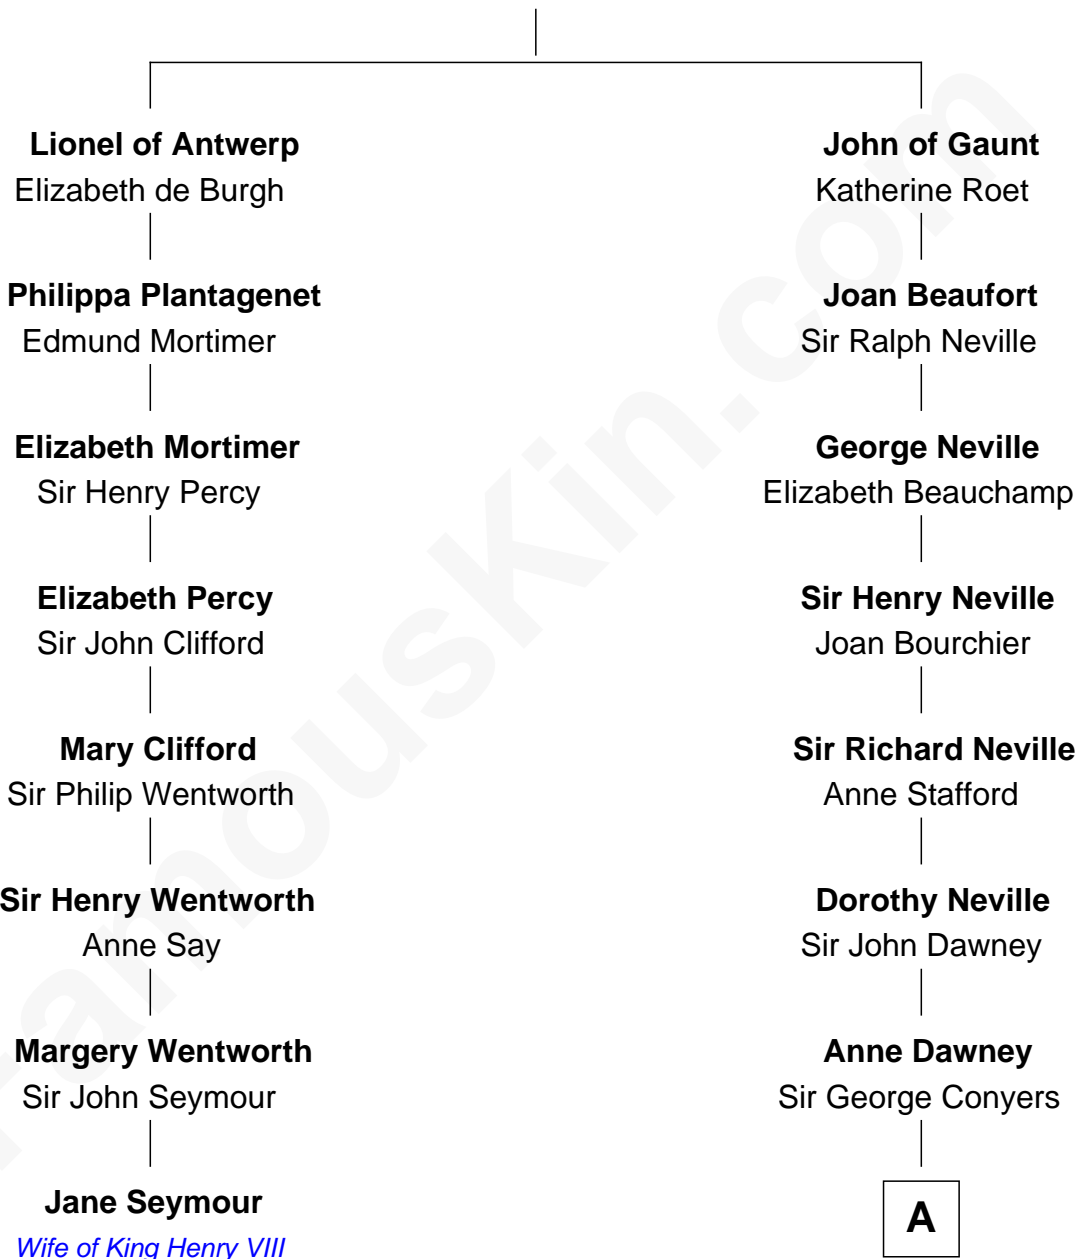 Lionel of Antwerp
Elizabeth de Burgh
Philippa Plantagenet
Edmund Mortimer
Elizabeth Mortimer
Sir Henry Percy
Elizabeth Percy
Sir John Clifford
Mary Clifford
Sir Philip Wentworth
Sir Henry Wentworth
Anne Say
Margery Wentworth
Sir John Seymour
Jane Seymour
Wife of King Henry VIII
John of Gaunt
Katherine Roet
Joan Beaufort
Sir Ralph Neville
George Neville
Elizabeth Beauchamp
Sir Henry Neville
Joan Bourchier
Sir Richard Neville
Anne Stafford
Dorothy Neville
Sir John Dawney
Anne Dawney
Sir George Conyers
A
FamousKin.com